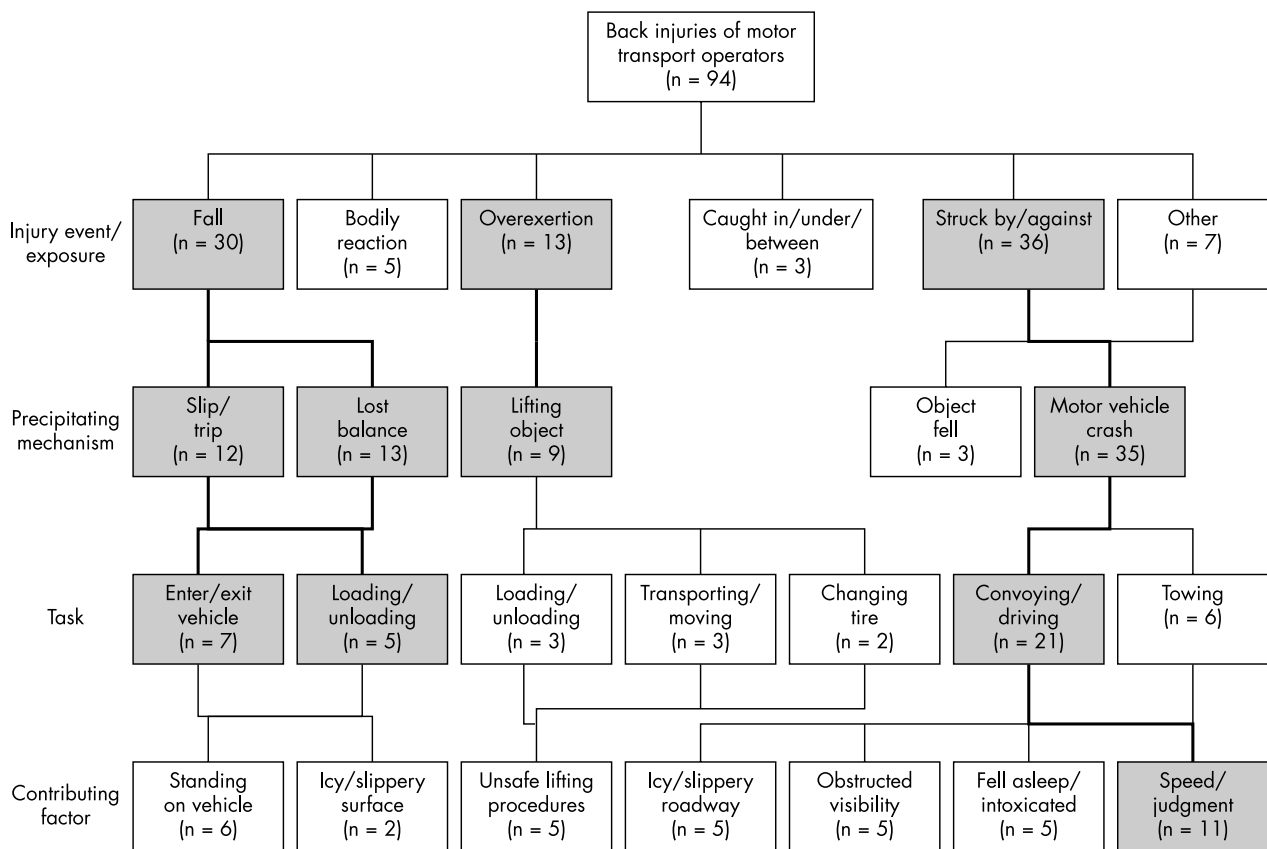 Back injuries of motor
transport operators
(n = 94)
Injury event/
exposure
Fall
(n = 30)
Bodily
reaction
(n = 5)
Overexertion
(n = 13)
Caught in/under/
between
(n = 3)
Struck by/against
(n = 36)
Other
(n = 7)
Precipitating
mechanism
Slip/
trip
(n = 12)
Lost
balance
(n = 13)
Lifting
object
(n = 9)
Object
fell
(n = 3)
Motor vehicle
crash
(n = 35)
Task
Enter/exit
vehicle
(n = 7)
Loading/
unloading
(n = 5)
Loading/
unloading
(n = 3)
Transporting/
moving
(n = 3)
Changing
tire
(n = 2)
Convoying/
driving
(n = 21)
Towing
(n = 6)
Contributing
factor
Standing
on vehicle
(n = 6)
Icy/slippery
surface
(n = 2)
Unsafe lifting
procedures
(n = 5)
Icy/slippery
roadway
(n = 5)
Obstructed
visibility
(n = 5)
Fell asleep/
intoxicated
(n = 5)
Speed/
judgment
(n = 11)